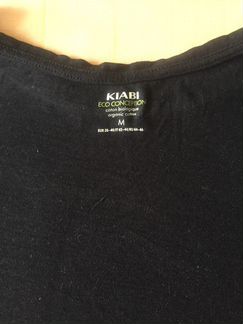 KIABI
ECO CONCEPTION
coton biologique
organic cotton
M